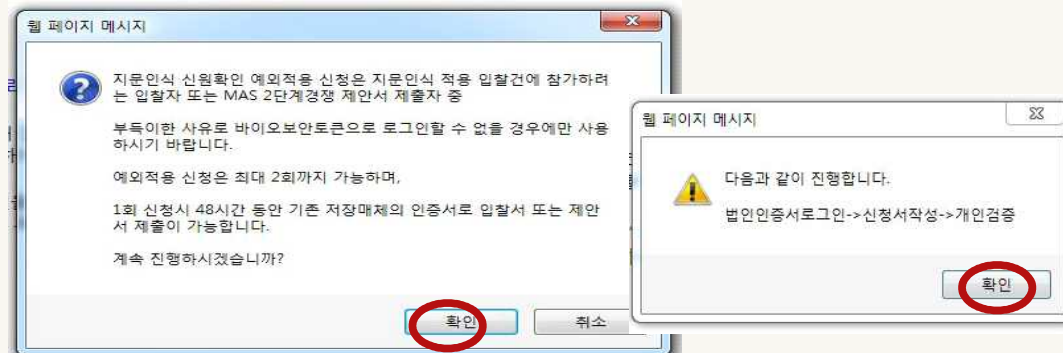 웹 페이지 메시지
지문인식 신원확인 예외적용 신청은 지문인식 적용 입찰건에 참가하려
는 입찰자 또는 MAS 2단계경쟁 제안서 제출자 중
부득이한 사유로 바이오보안토큰으로 로그인할 수 없을 경우에만 사용
하시기 바랍니다.
예외적용 신청은 최대 2회까지 가능하며,
1회 신청시 48시간 동안 기존 저장매체의 인증서로 입찰서 또는 제안
서 제출이 가능합니다.
계속 진행하시겠습니까?
확인
취소
웹 페이지 메시지
다음과 같이 진행합니다.
법인인증서로그인->신청서작성->개인검증
확인